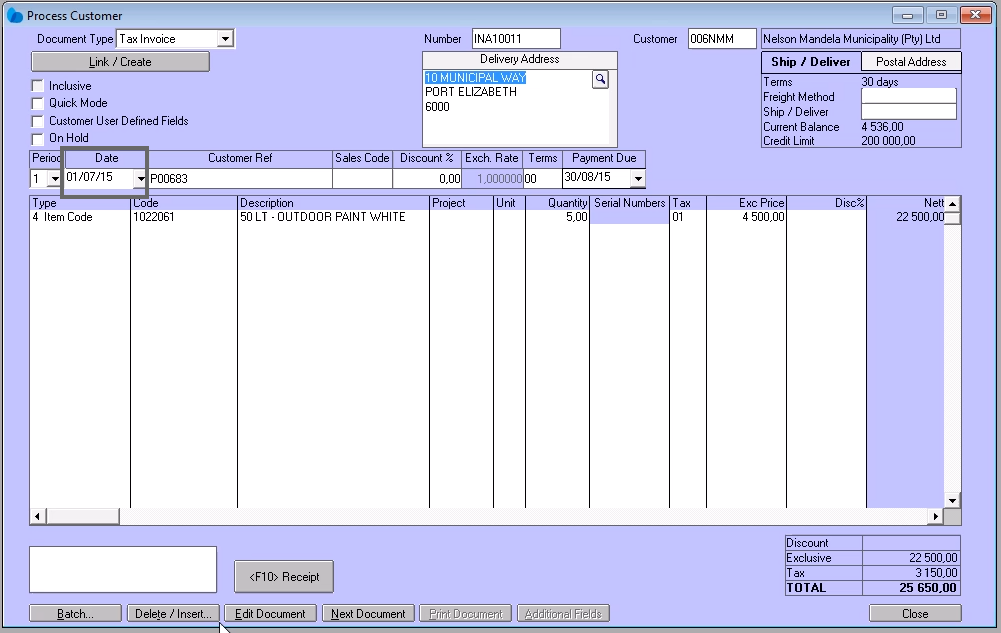 Process Customer
Document Type Tax Invoice Number INA10011 Customer 006NMM Nelson Mandela Municipality (Pty) Ltd
Link / Create
Inclusive
Quick Mode
Customer User Defined Fields
On Hold
Delivery Address
10 MUNICIPAL WAY
PORT ELIZABETH
6000
Ship / Deliver Postal Address
Terms 30 days
Freight Method
Ship / Deliver
Current Balance 4 536,00
Credit Limit 200 000,00
Period Date Customer Ref Sales Code Discount % Exch. Rate Terms Payment Due
1 01/07/15 P00683 0,00 1,000000 00 30/08/15
Type Code Description Project Unit Quantity Serial Numbers Tax Exc Price Disc% Nett
4 Item Code 1022061 50 LT - OUTDOOR PAINT WHITE 5,00 01 4 500,00 22 500,00
<F10> Receipt
Discount
Exclusive 22 500,00
Tax 3 150,00
TOTAL 25 650,00
Batch... Delete / Insert... Edit Document Next Document Print Document Additional Fields Close